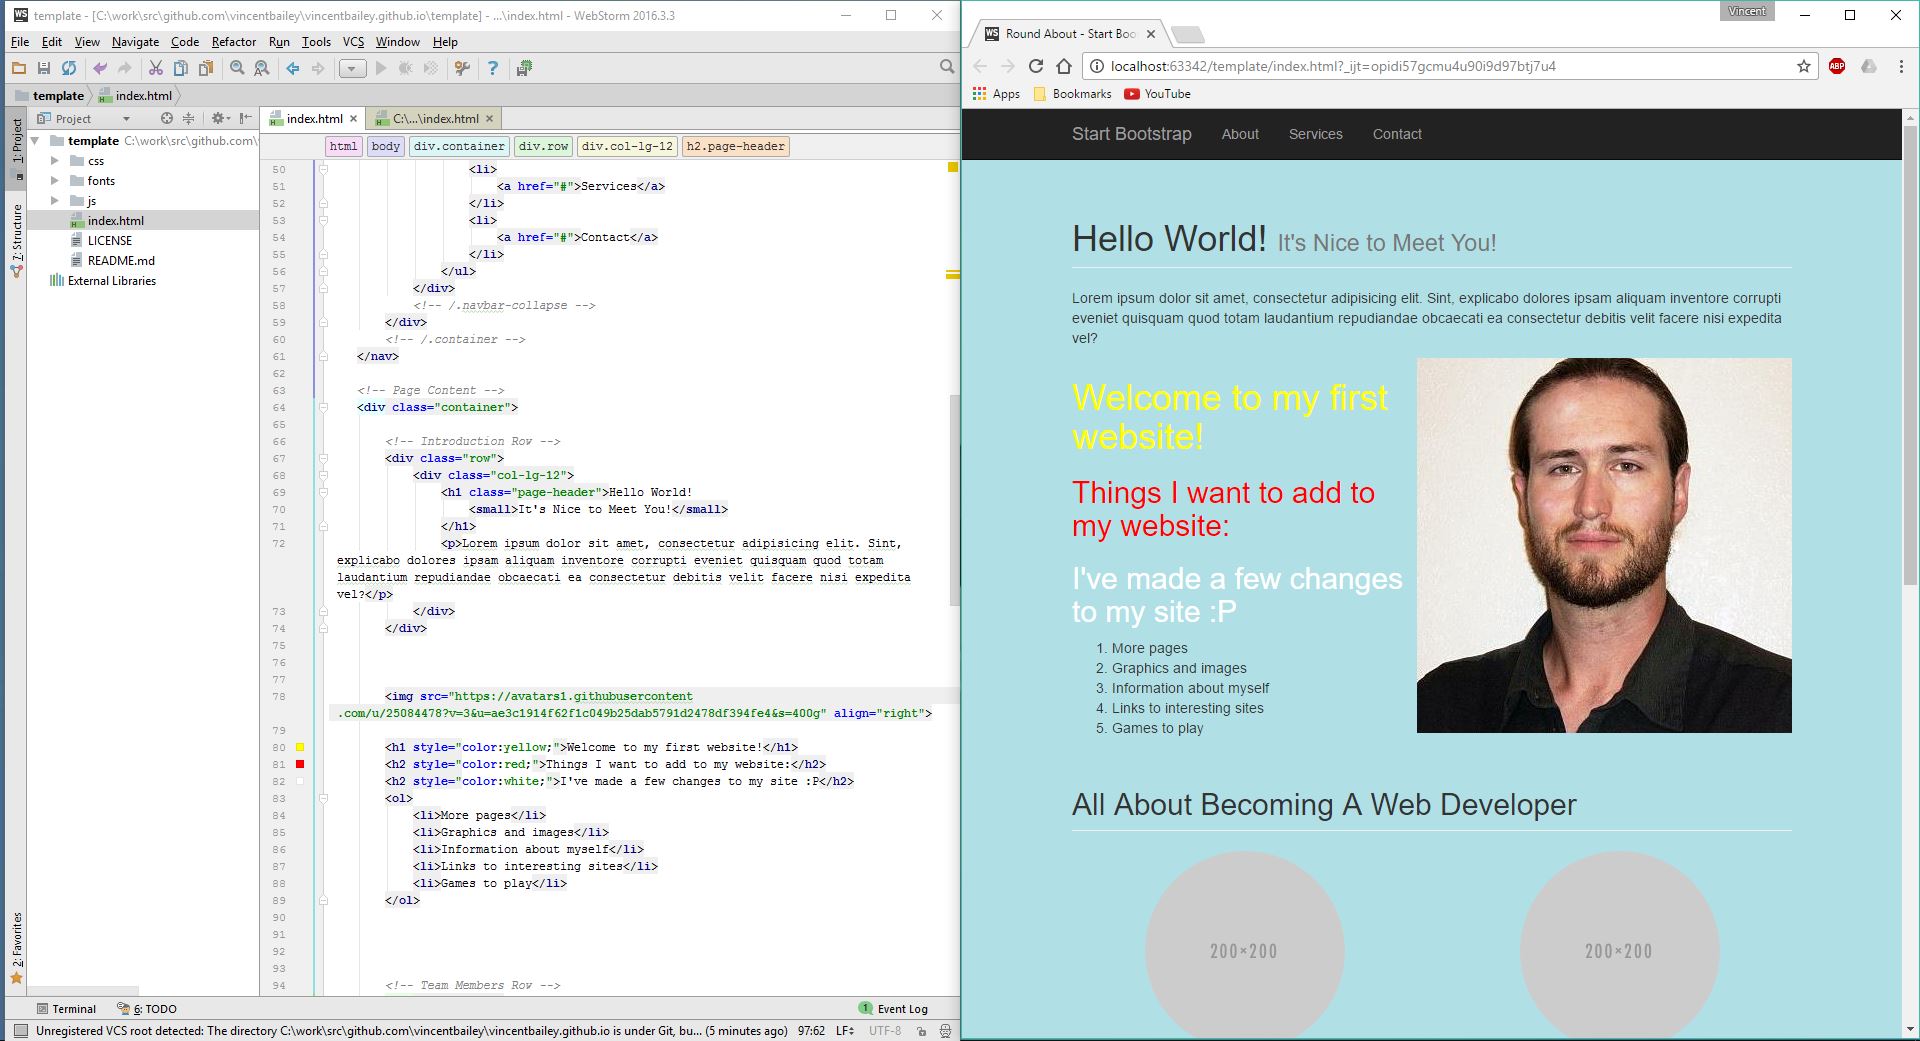 template - [C:\work\src\github.com\vincentbailey\vincentbailey.github.io\template] - ...\index.html - WebStorm 2016.3.3
File Edit View Navigate Code Refactor Run Tools VCS Window Help
template index.html
Project
index.html C:\...\index.html
1: Project
7: Structure
2: Favorites
template C:\work\src\github.com\
css
fonts
js
index.html
LICENSE
README.md
External Libraries
html body div.container div.row div.col-lg-12 h2.page-header
50 <li>
51 <a href="#">Services</a>
52 </li>
53 <li>
54 <a href="#">Contact</a>
55 </li>
56 </ul>
57 </div>
58 <!-- /.navbar-collapse -->
59 </div>
60 <!-- /.container -->
61 </nav>
62
63 <!-- Page Content -->
64 <div class="container">
65
66 <!-- Introduction Row -->
67 <div class="row">
68 <div class="col-lg-12">
69 <h1 class="page-header">Hello World!
70 <small>It's Nice to Meet You!</small>
71 </h1>
72 <p>Lorem ipsum dolor sit amet, consectetur adipisicing elit. Sint,
explicabo dolores ipsam aliquam inventore corrupti eveniet quisquam quod totam
laudantium repudiandae obcaecati ea consectetur debitis velit facere nisi expedita
vel?</p>
73 </div>
74 </div>
75
76
77
78 <img src="https://avatars1.githubusercontent
.com/u/25084478?v=3&u=ae3c1914f62f1c049b25dab5791d2478df394fe4&s=400g" align="right">
79
80 <h1 style="color:yellow;">Welcome to my first website!</h1>
81 <h2 style="color:red;">Things I want to add to my website:</h2>
82 <h2 style="color:white;">I've made a few changes to my site :P</h2>
83 <ol>
84 <li>More pages</li>
85 <li>Graphics and images</li>
86 <li>Information about myself</li>
87 <li>Links to interesting sites</li>
88 <li>Games to play</li>
89 </ol>
90
91
92
93
94 <!-- Team Members Row -->
Terminal 6: TODO 1 Event Log
Unregistered VCS root detected: The directory C:\work\src\github.com\vincentbailey\vincentbailey.github.io is under Git, bu... (5 minutes ago) 97:62 LF UTF-8
Vincent
WS Round About - Start Boo
localhost:63342/template/index.html?_ijt=opidi57gcmu4u90i9d97btj7u4
ABP
Apps Bookmarks YouTube
Start Bootstrap About Services Contact
Hello World! It's Nice to Meet You!
Lorem ipsum dolor sit amet, consectetur adipisicing elit. Sint, explicabo dolores ipsam aliquam inventore corrupti
eveniet quisquam quod totam laudantium repudiandae obcaecati ea consectetur debitis velit facere nisi expedita
vel?
Welcome to my first
website!
Things I want to add to
my website:
I've made a few changes
to my site :P
1. More pages
2. Graphics and images
3. Information about myself
4. Links to interesting sites
5. Games to play
All About Becoming A Web Developer
200×200 200×200